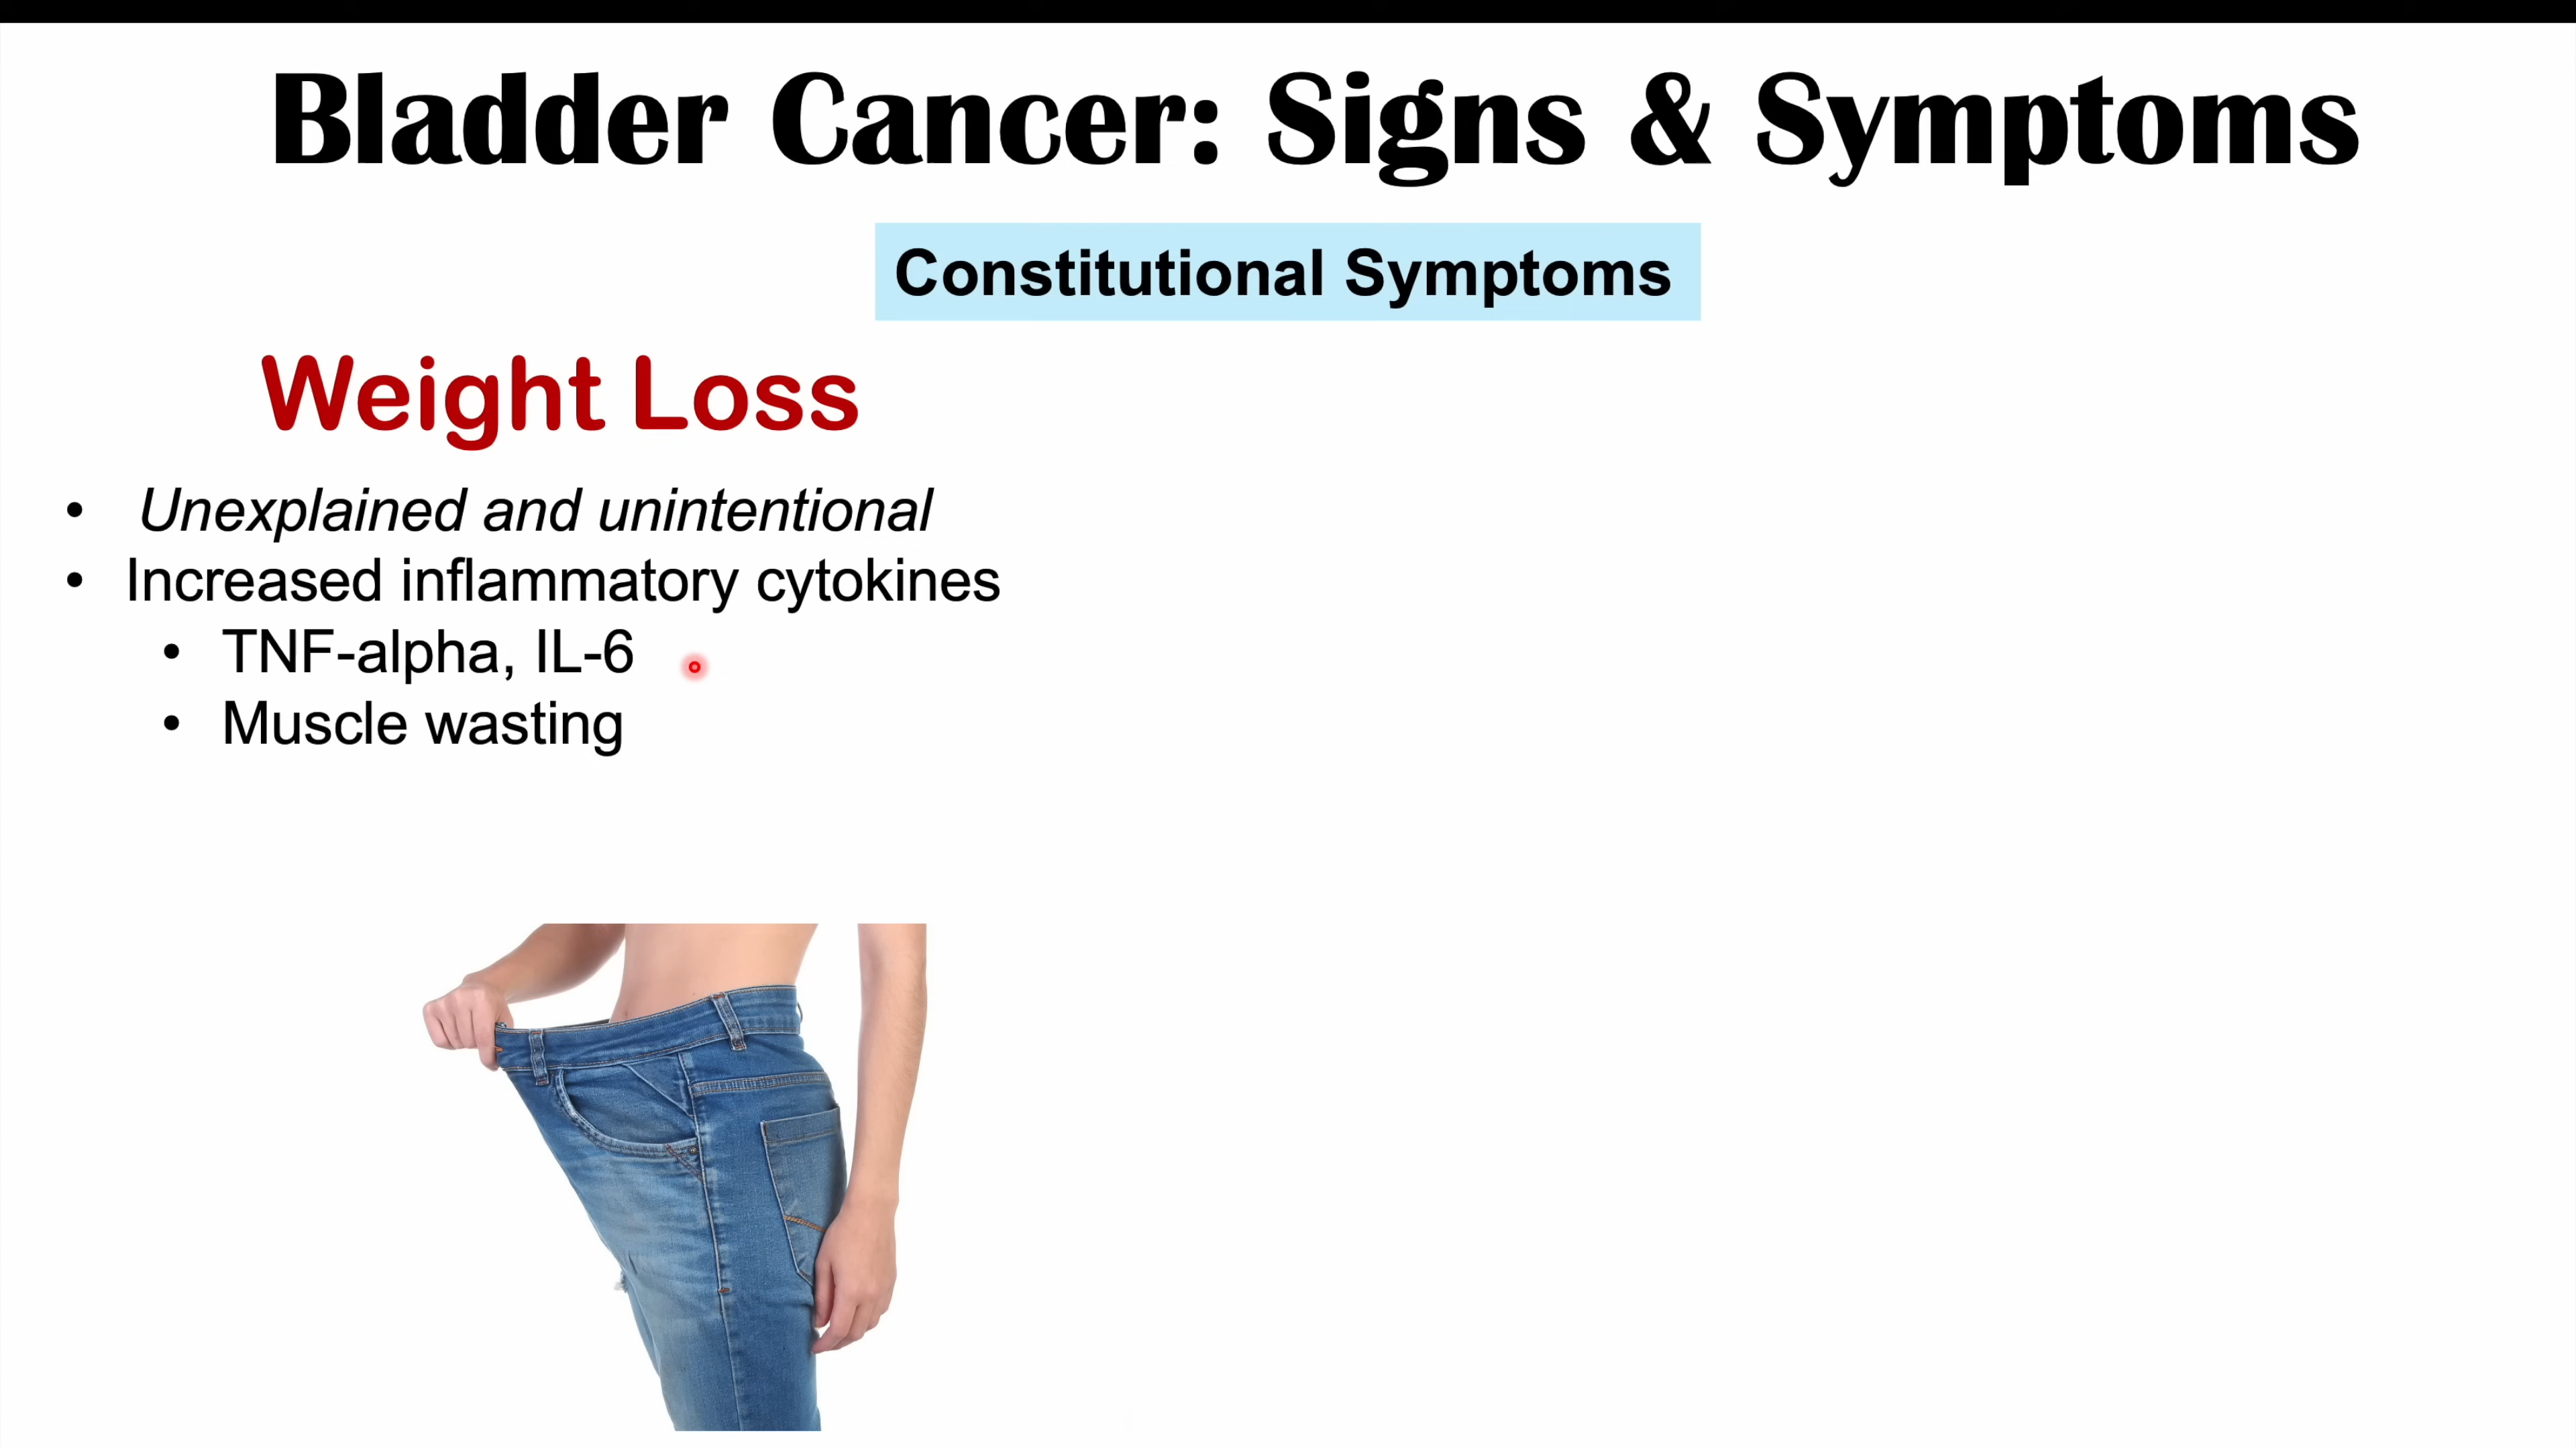 Bladder Cancer: Signs & Symptoms
Constitutional Symptoms
Weight Loss
• Unexplained and unintentional
• Increased inflammatory cytokines
• TNF-alpha, IL-6
• Muscle wasting